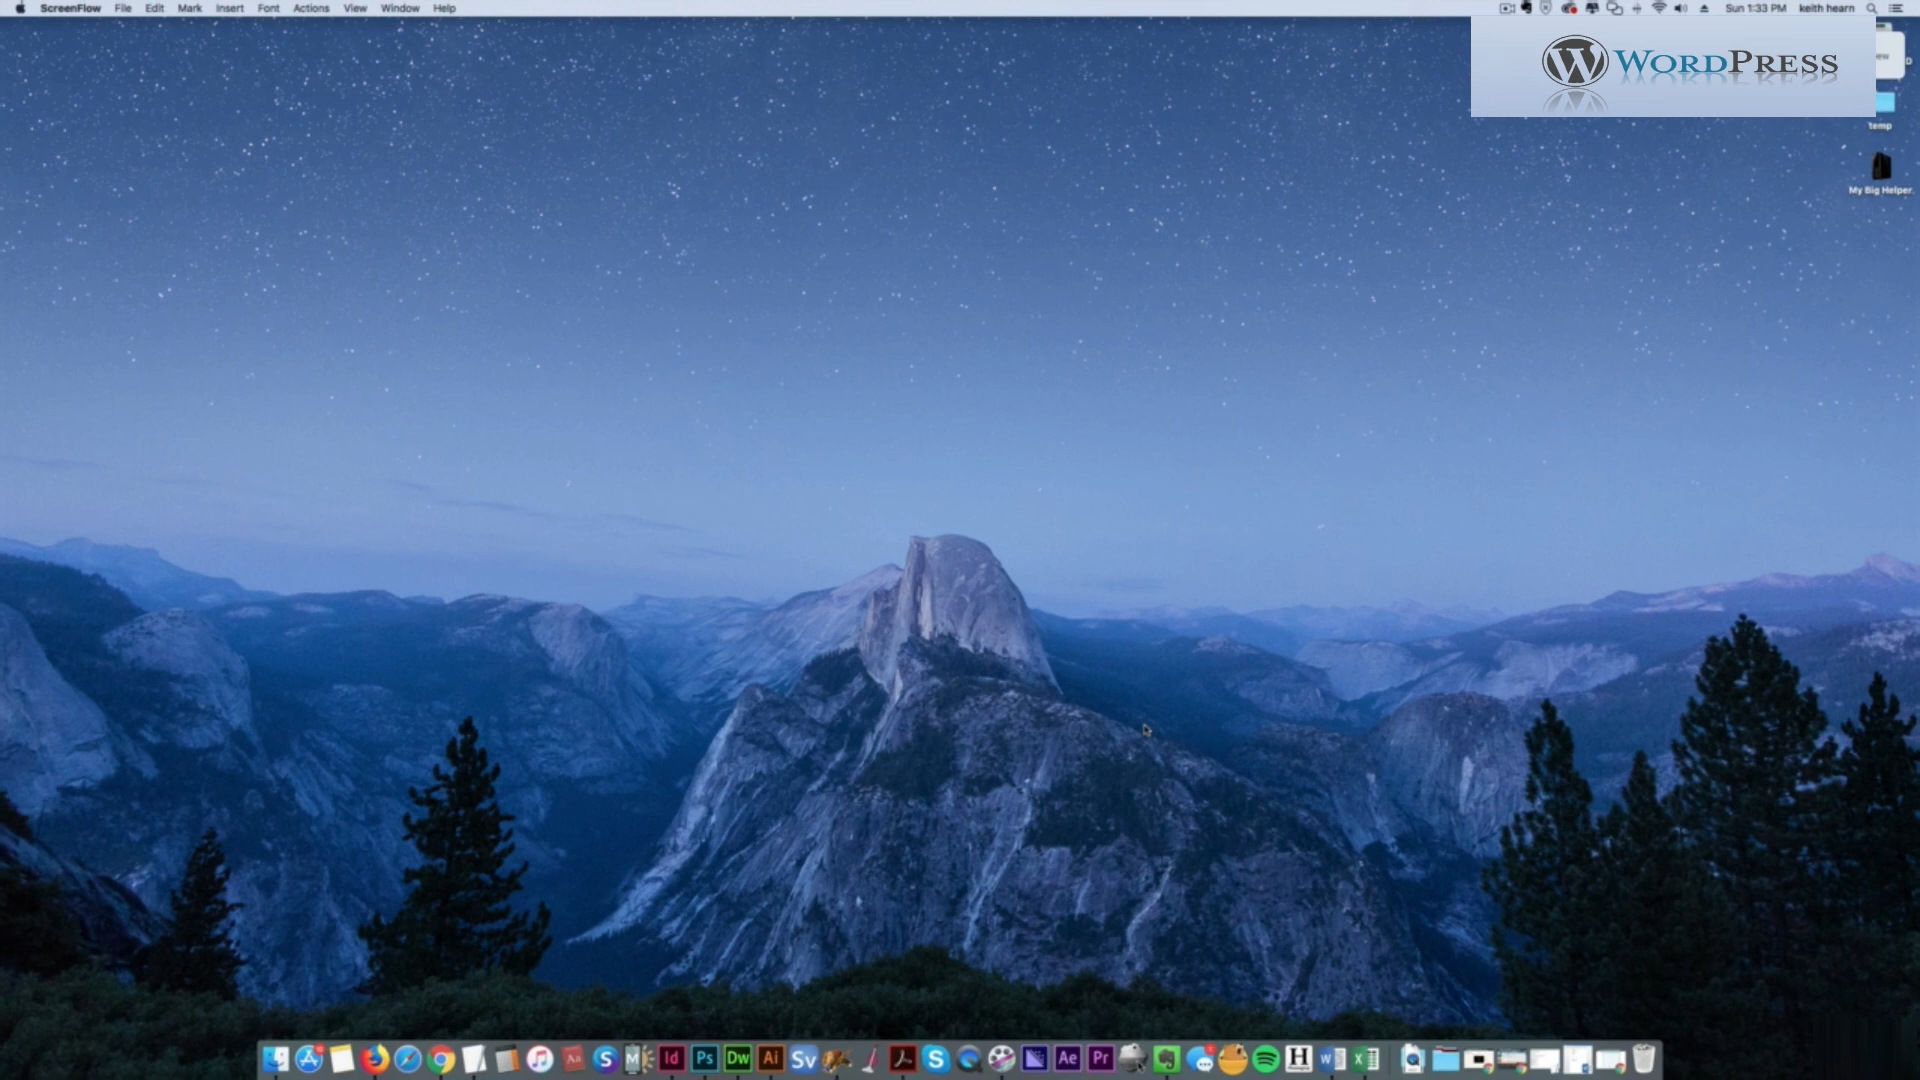 ScreenFlow File Edit Mark Insert Font Actions View Window Help
Sun 1:33 PM keith hearn
WORDPRESS
temp
My Big Helper.
Aa
S
M
Id
Ps
Dw
Ai
Sv
S
Ae
Pr
H
W
X